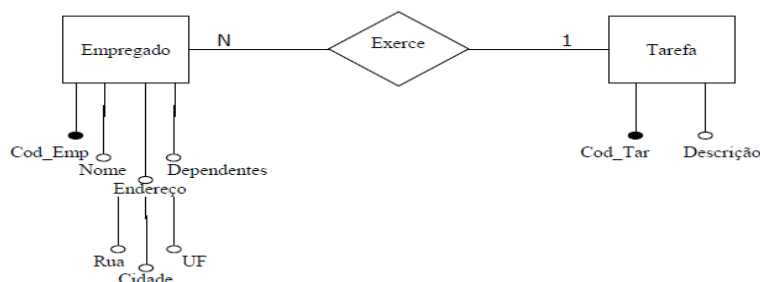 Empregado
N
Exerce
1
Tarefa
Cod_Emp
Nome
Endereço
Dependentes
Cod_Tar
Descrição
Rua
Cidade
UF